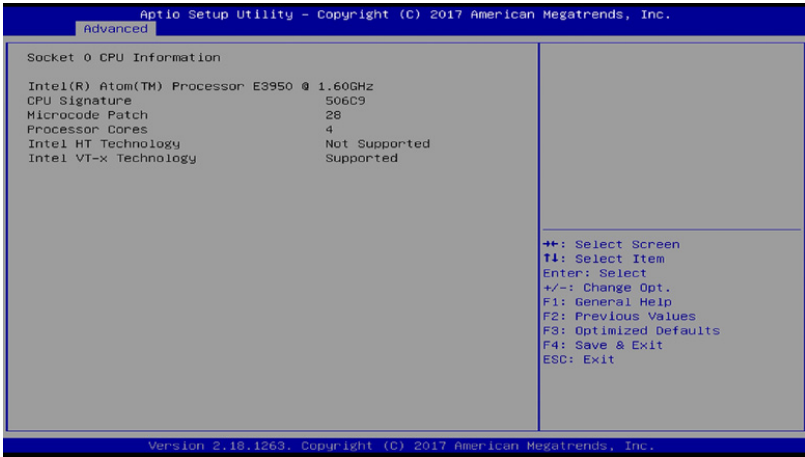 Aptio Setup Utility – Copyright (C) 2017 American Megatrends, Inc.
Advanced
Socket 0 CPU Information
Intel(R) Atom(TM) Processor E3950 @ 1.60GHz
CPU Signature 506C9
Microcode Patch 28
Processor Cores 4
Intel HT Technology Not Supported
Intel VT-x Technology Supported
→←: Select Screen
↑↓: Select Item
Enter: Select
+/-: Change Opt.
F1: General Help
F2: Previous Values
F3: Optimized Defaults
F4: Save & Exit
ESC: Exit
Version 2.18.1263. Copyright (C) 2017 American Megatrends, Inc.